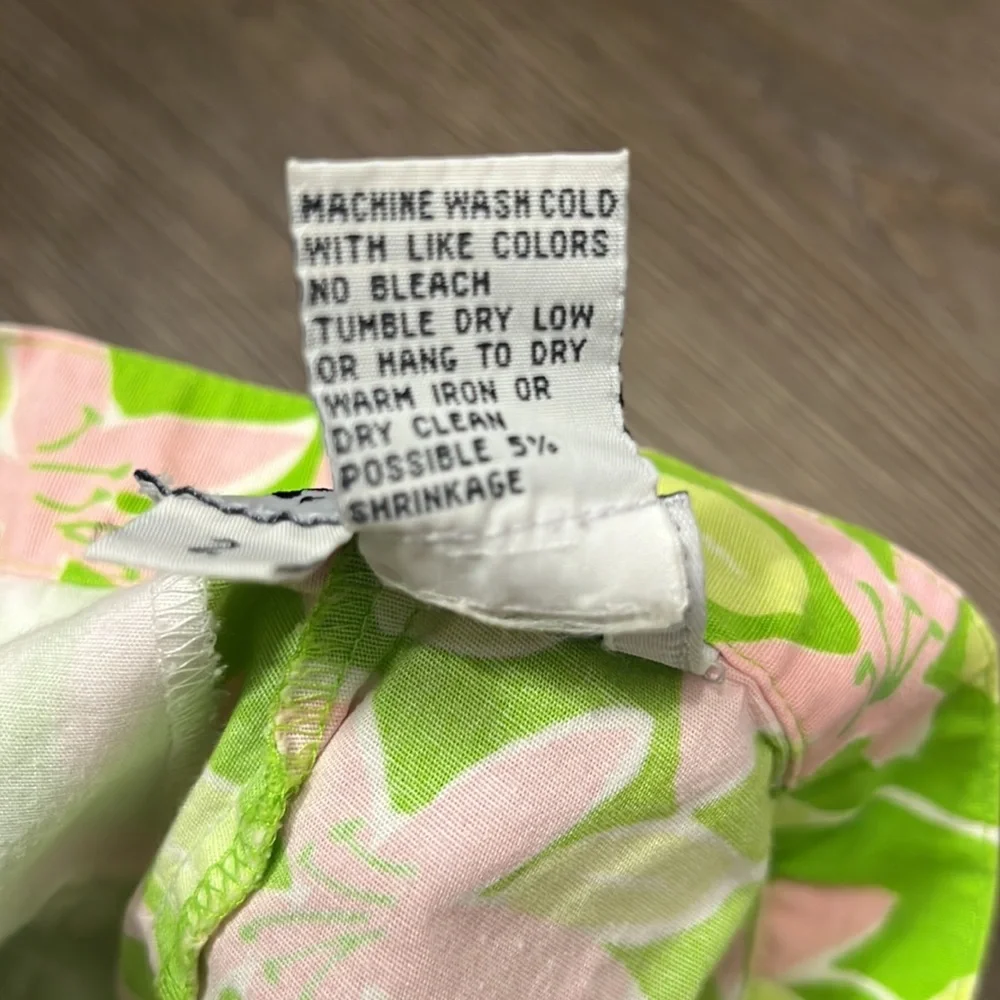 MACHINE WASH COLD
WITH LIKE COLORS
NO BLEACH
TUMBLE DRY LOW
OR HANG TO DRY
WARM IRON OR
DRY CLEAN
POSSIBLE 5%
SHRINKAGE
2